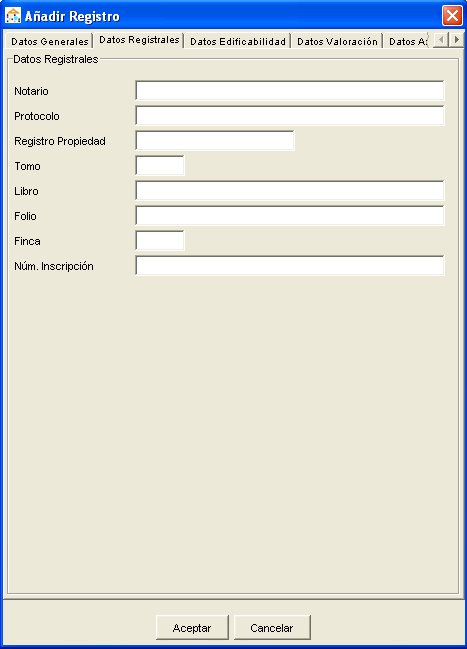 Añadir Registro
Datos Generales Datos Registrales Datos Edificabilidad Datos Valoración Datos
Datos Registrales
Notario
Protocolo
Registro Propiedad
Tomo
Libro
Folio
Finca
Núm. Inscripción
Aceptar Cancelar